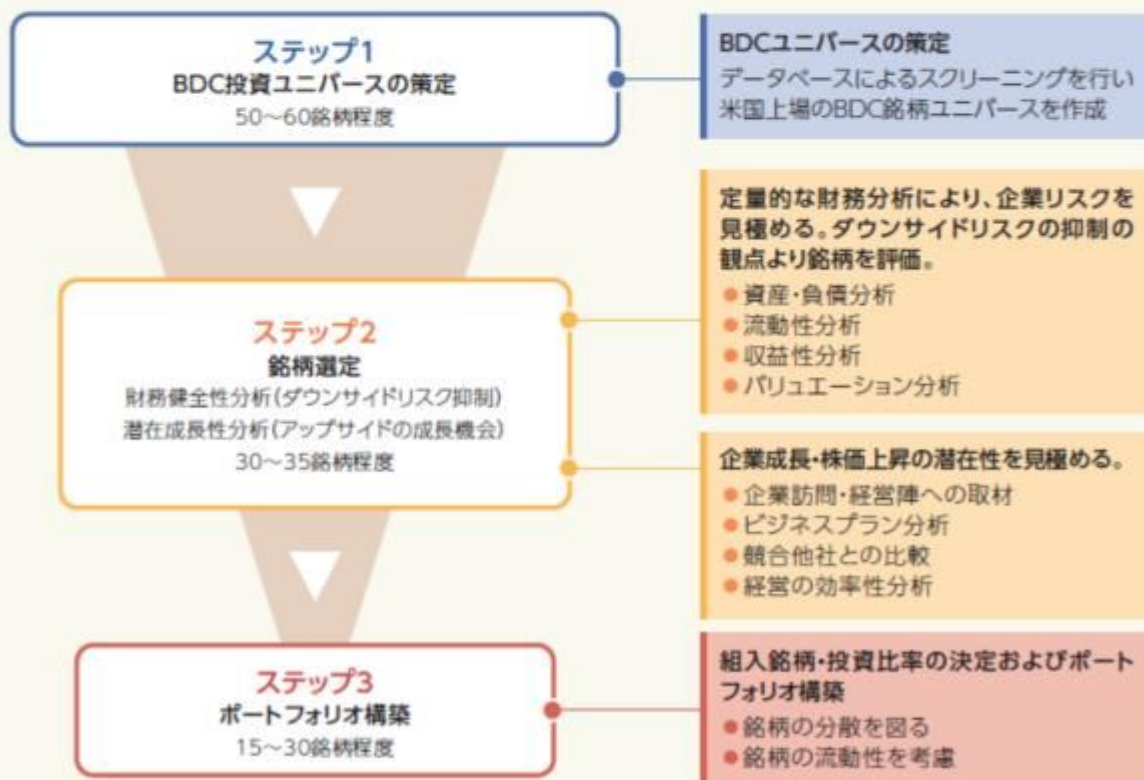 ステップ1
BDC投資ユニバースの策定
50〜60銘柄程度
BDCユニバースの策定
データベースによるスクリーニングを行い
米国上場のBDC銘柄ユニバースを作成
ステップ2
銘柄選定
財務健全性分析(ダウンサイドリスク抑制)
潜在成長性分析(アップサイドの成長機会)
30〜35銘柄程度
定量的な財務分析により、企業リスクを
見極める。ダウンサイドリスクの抑制の
観点より銘柄を評価。
●資産・負債分析
●流動性分析
●収益性分析
●バリュエーション分析
企業成長・株価上昇の潜在性を見極める。
●企業訪問・経営陣への取材
●ビジネスプラン分析
●競合他社との比較
●経営の効率性分析
ステップ3
ポートフォリオ構築
15〜30銘柄程度
組入銘柄・投資比率の決定およびポート
フォリオ構築
●銘柄の分散を図る
●銘柄の流動性を考慮